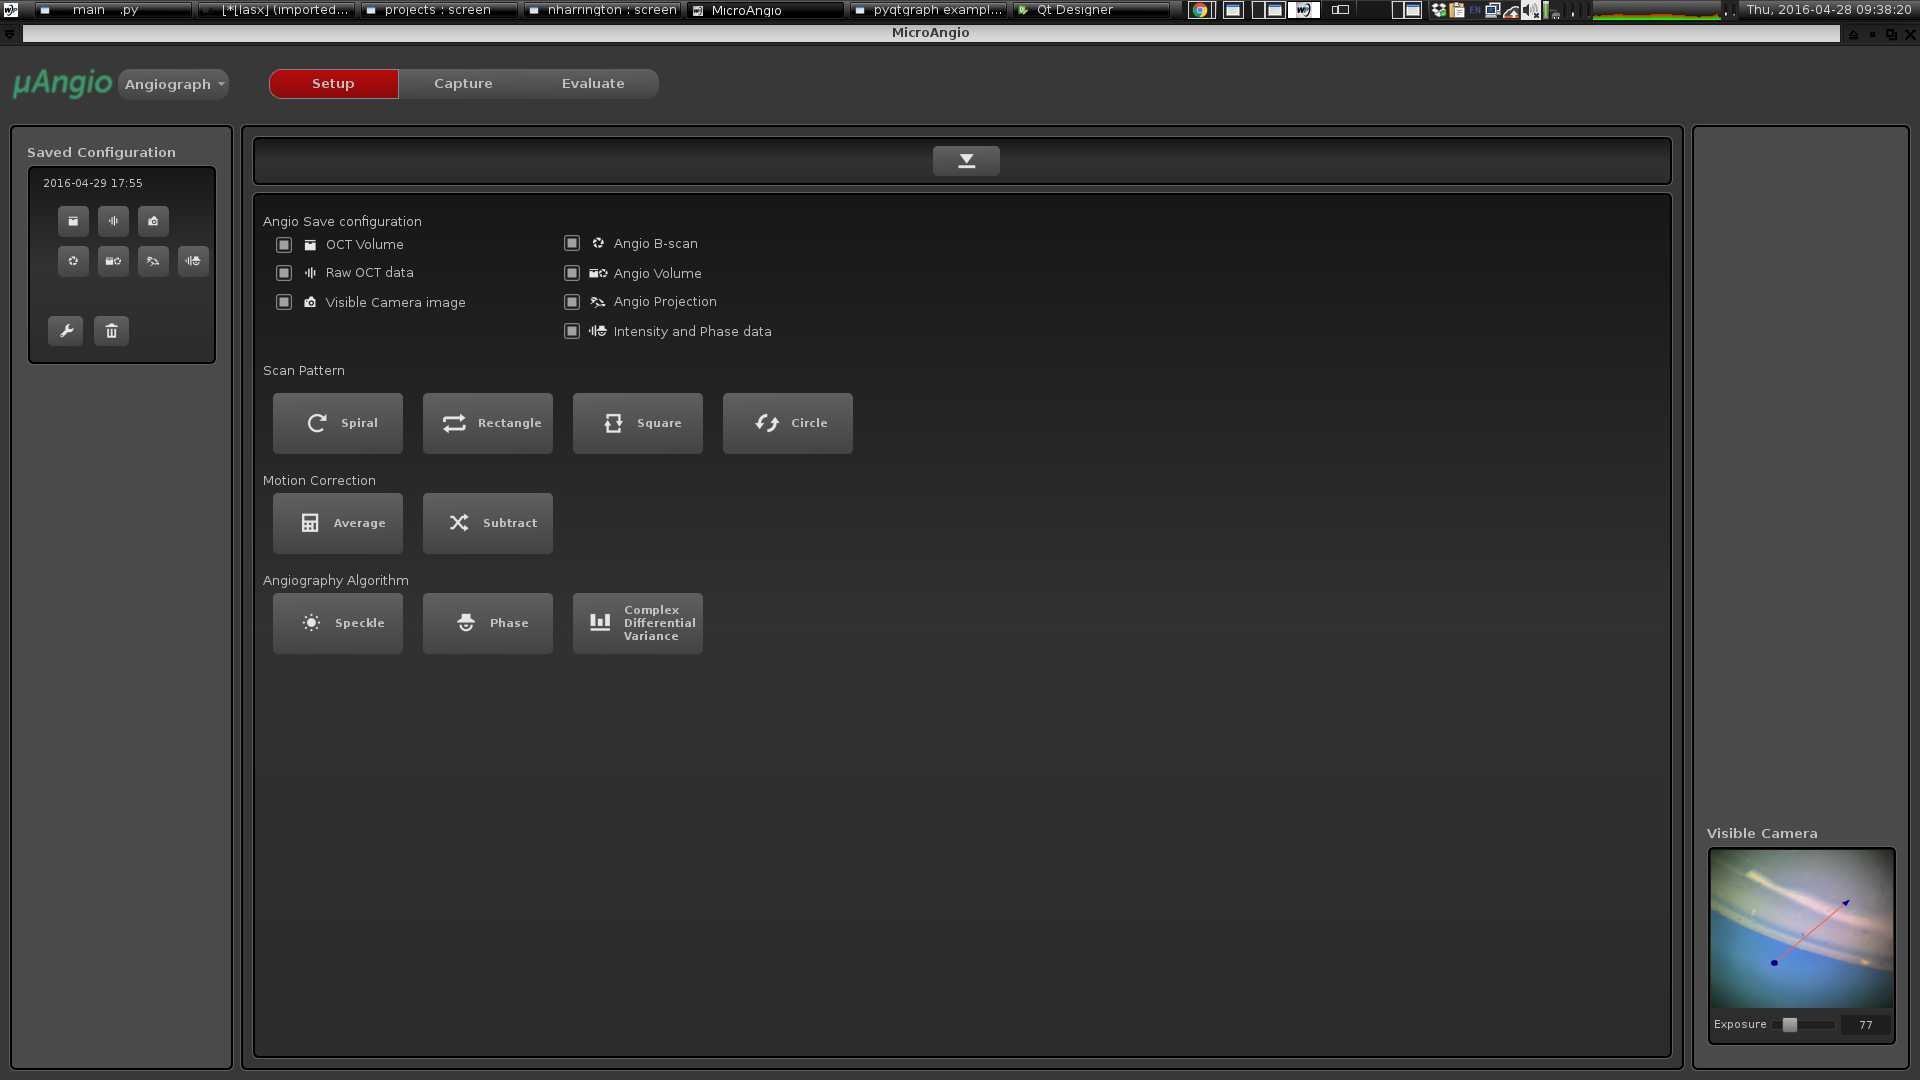 main .py
[*[lasx] (imported...
projects : screen
nharrington : screen
MicroAngio
pyqtgraph exampl...
Qt Designer
EN
Thu, 2016-04-28 09:38:20
MicroAngio
µAngio
Angiograph
Setup
Capture
Evaluate
Saved Configuration
2016-04-29 17:55
Angio Save configuration
OCT Volume
Raw OCT data
Visible Camera image
Angio B-scan
Angio Volume
Angio Projection
Intensity and Phase data
Scan Pattern
Spiral
Rectangle
Square
Circle
Motion Correction
Average
Subtract
Angiography Algorithm
Speckle
Phase
Complex
Differential
Variance
Visible Camera
Exposure
77